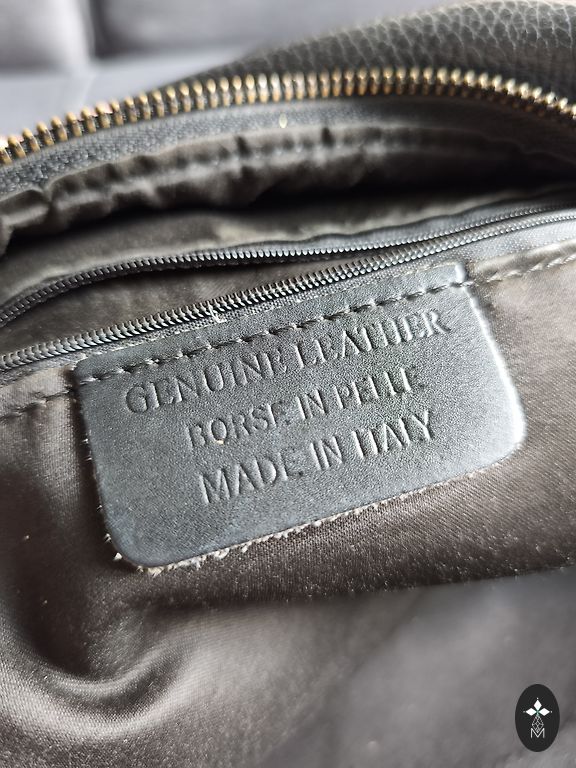 GENUINE LEATHER
BORSE IN PELLE
MADE IN ITALY
M